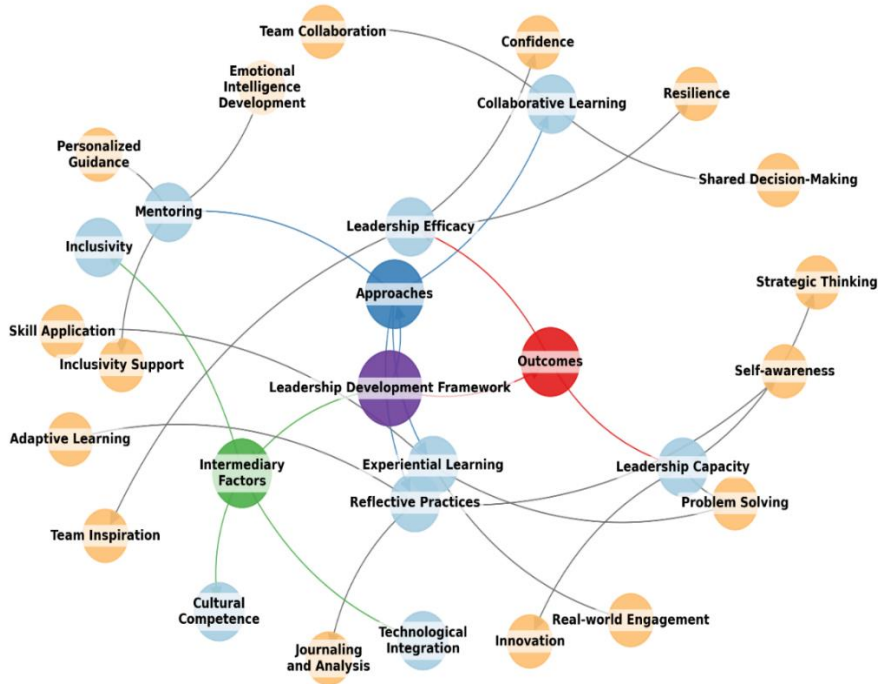 Team Collaboration
Confidence
Emotional
Intelligence
Development
Collaborative Learning
Resilience
Personalized
Guidance
Shared Decision-Making
Mentoring
Leadership Efficacy
Inclusivity
Strategic Thinking
Approaches
Skill Application
Inclusivity Support
Outcomes
Self-awareness
Leadership Development Framework
Adaptive Learning
Intermediary
Factors
Experiential Learning
Leadership Capacity
Reflective Practices
Problem Solving
Team Inspiration
Cultural
Competence
Technological
Integration
Real-world Engagement
Innovation
Journaling
and Analysis